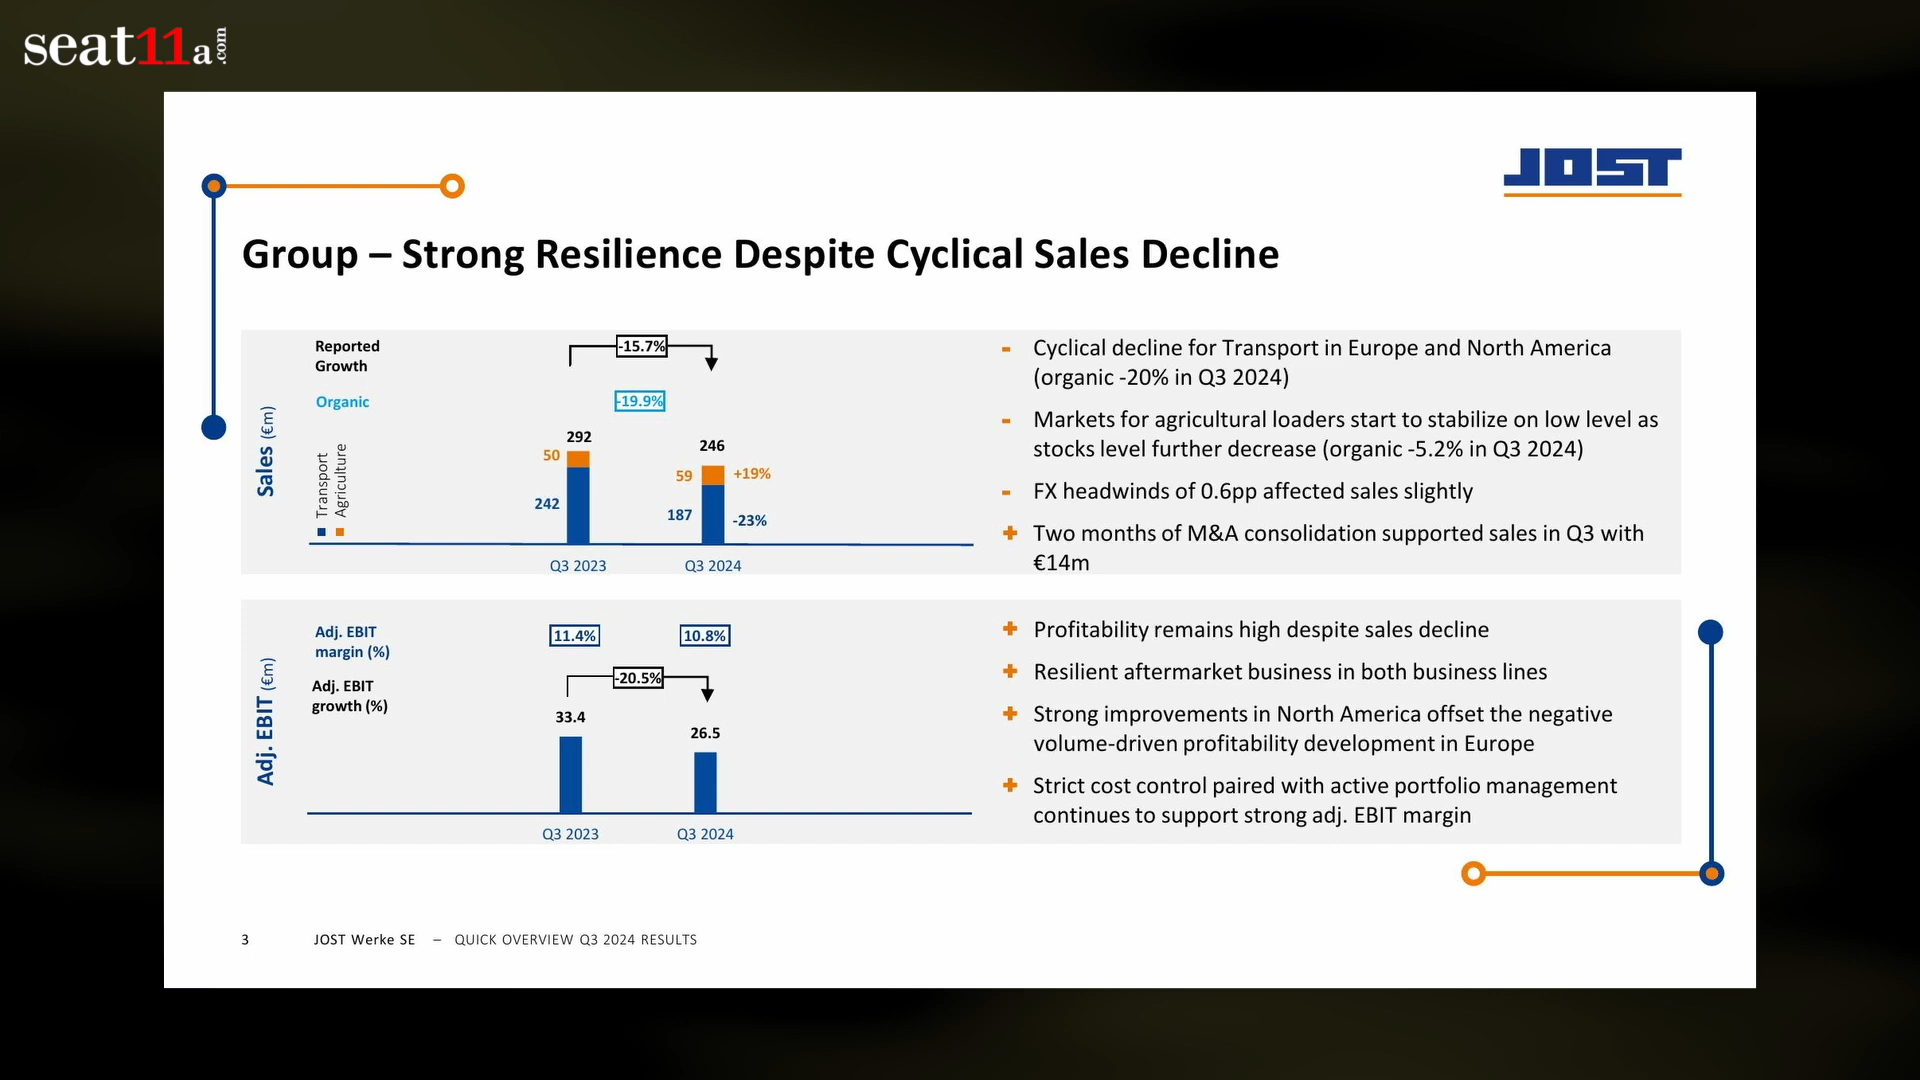 seat11a.com
JOST
Group – Strong Resilience Despite Cyclical Sales Decline
Sales (€m)
Reported
Growth
-15.7%
Organic
-19.9%
Transport
Agriculture
292
50
242
246
59
+19%
187
-23%
Q3 2023
Q3 2024
- Cyclical decline for Transport in Europe and North America
(organic -20% in Q3 2024)
- Markets for agricultural loaders start to stabilize on low level as
stocks level further decrease (organic -5.2% in Q3 2024)
- FX headwinds of 0.6pp affected sales slightly
+ Two months of M&A consolidation supported sales in Q3 with
€14m
Adj. EBIT (€m)
Adj. EBIT
margin (%)
11.4%
10.8%
Adj. EBIT
growth (%)
-20.5%
33.4
26.5
Q3 2023
Q3 2024
+ Profitability remains high despite sales decline
+ Resilient aftermarket business in both business lines
+ Strong improvements in North America offset the negative
volume-driven profitability development in Europe
+ Strict cost control paired with active portfolio management
continues to support strong adj. EBIT margin
3 JOST Werke SE – QUICK OVERVIEW Q3 2024 RESULTS